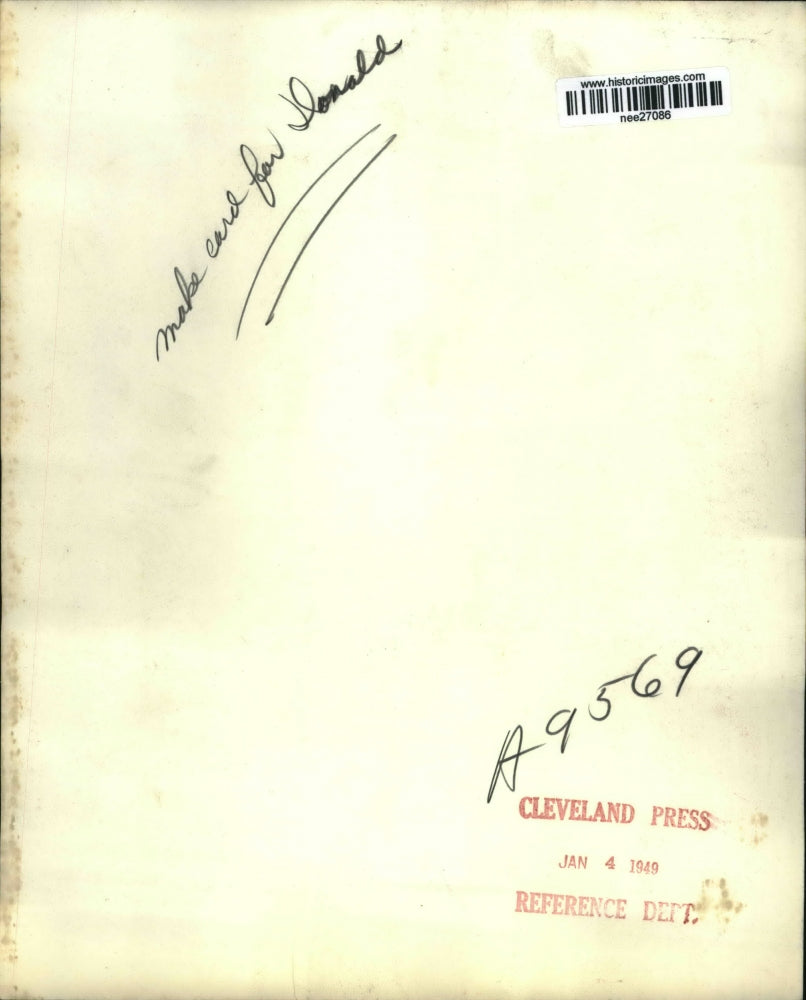 www.historicimages.com
nee27086
make card for Donald
A9569
CLEVELAND PRESS
JAN 4 1949
REFERENCE DEPT.